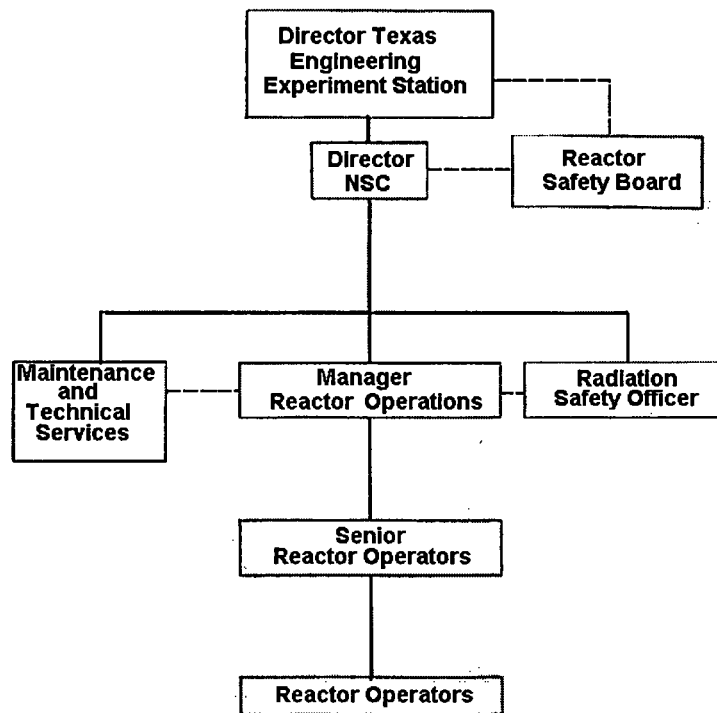 Director Texas
Engineering
Experiment Station
Director
NSC
Reactor
Safety Board
Maintenance
and
Technical
Services
Manager
Reactor Operations
Radiation
Safety Officer
Senior
Reactor Operators
Reactor Operators